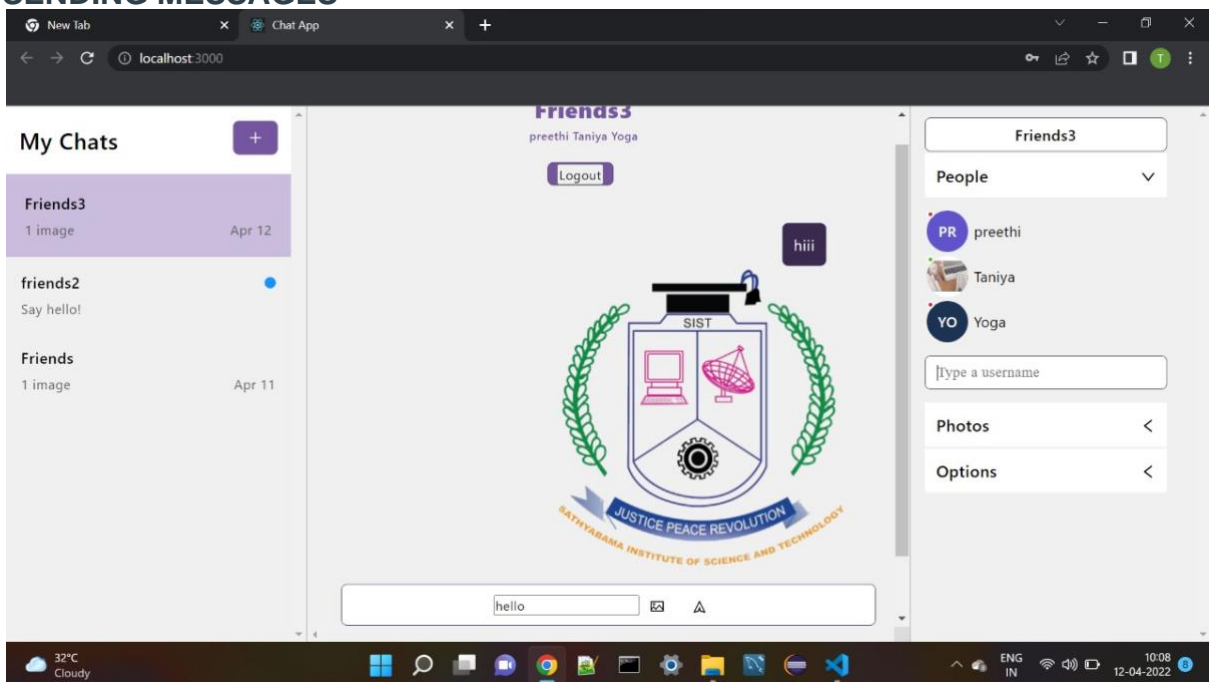 SENDING MESSAGES
New Tab
Chat App
localhost:3000
T
My Chats
+
Friends3
1 image Apr 12
friends2
Say hello!
Friends
1 image Apr 11
Friends3
preethi Taniya Yoga
Logout
hiii
SIST
JUSTICE PEACE REVOLUTION
SATHYABAMA INSTITUTE OF SCIENCE AND TECHNOLOGY
hello
Friends3
People
PR preethi
Taniya
YO Yoga
Type a username
Photos
Options
32°C
Cloudy
ENG
IN
10:08
12-04-2022
8